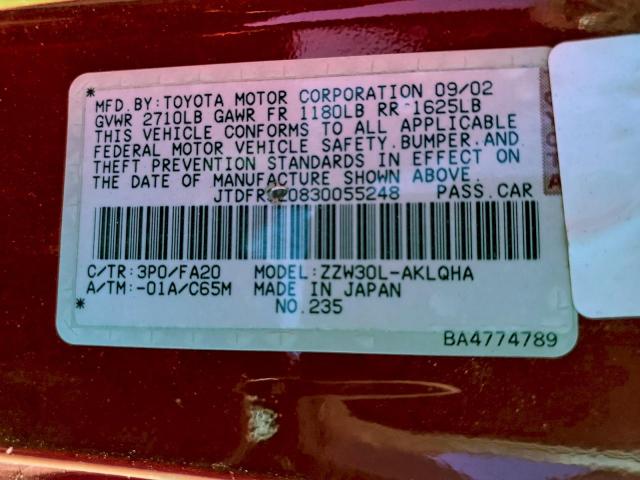 MFD. BY: TOYOTA MOTOR CORPORATION 09/02
GVWR 2710LB GAWR FR 1180LB RR 1625LB
THIS VEHICLE CONFORMS TO ALL APPLICABLE
FEDERAL MOTOR VEHICLE SAFETY, BUMPER, AND
THEFT PREVENTION STANDARDS IN EFFECT ON
THE DATE OF MANUFACTURE SHOWN ABOVE.
PASS. CAR
C/TR: 3P0/FA20 MODEL: ZZW30L-AKLQHA
A/TM: -01A/C65M MADE IN JAPAN
NO. 235
BA4774789